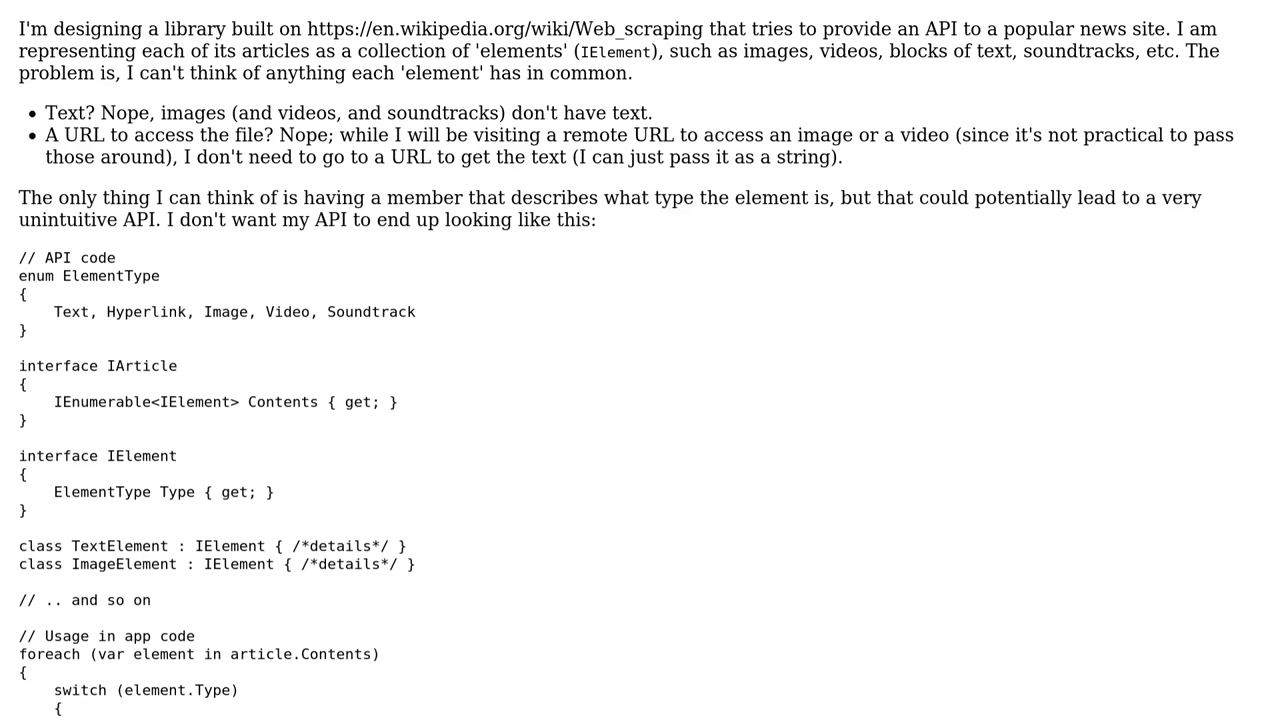 I'm designing a library built on https://en.wikipedia.org/wiki/Web_scraping that tries to provide an API to a popular news site. I am
representing each of its articles as a collection of 'elements' (IElement), such as images, videos, blocks of text, soundtracks, etc. The
problem is, I can't think of anything each 'element' has in common.
• Text? Nope, images (and videos, and soundtracks) don't have text.
• A URL to access the file? Nope; while I will be visiting a remote URL to access an image or a video (since it's not practical to pass
those around), I don't need to go to a URL to get the text (I can just pass it as a string).
The only thing I can think of is having a member that describes what type the element is, but that could potentially lead to a very
unintuitive API. I don't want my API to end up looking like this:
// API code
enum ElementType
{
    Text, Hyperlink, Image, Video, Soundtrack
}
interface IArticle
{
    IEnumerable<IElement> Contents { get; }
}
interface IElement
{
    ElementType Type { get; }
}
class TextElement : IElement { /*details*/ }
class ImageElement : IElement { /*details*/ }
// .. and so on
// Usage in app code
foreach (var element in article.Contents)
{
    switch (element.Type)
    {